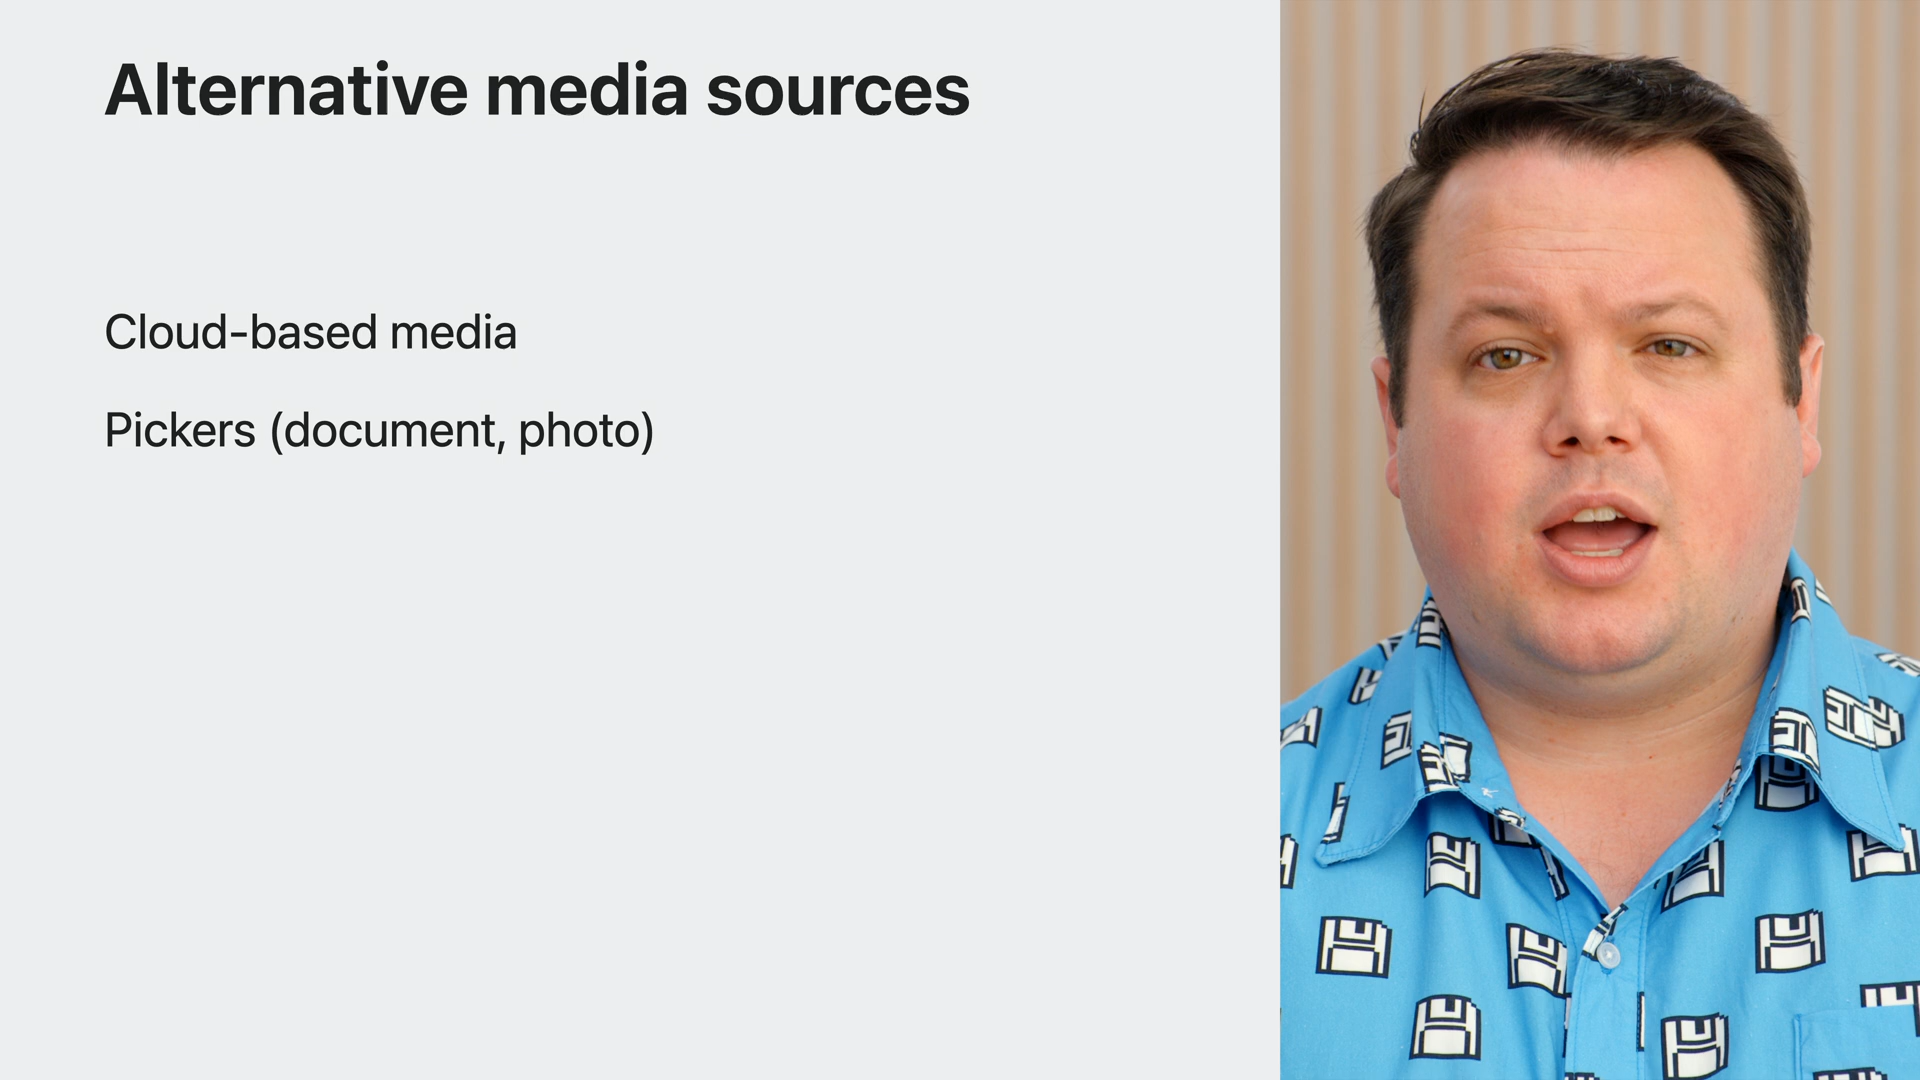 Alternative media sources
Cloud-based media
Pickers (document, photo)